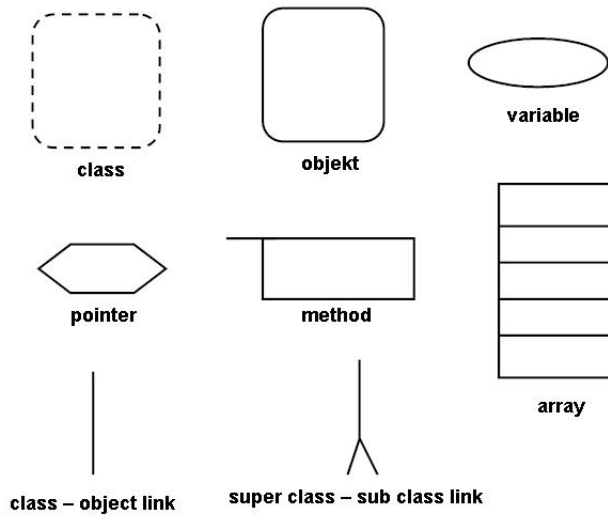 class
objekt
variable
pointer
method
array
class – object link
super class – sub class link